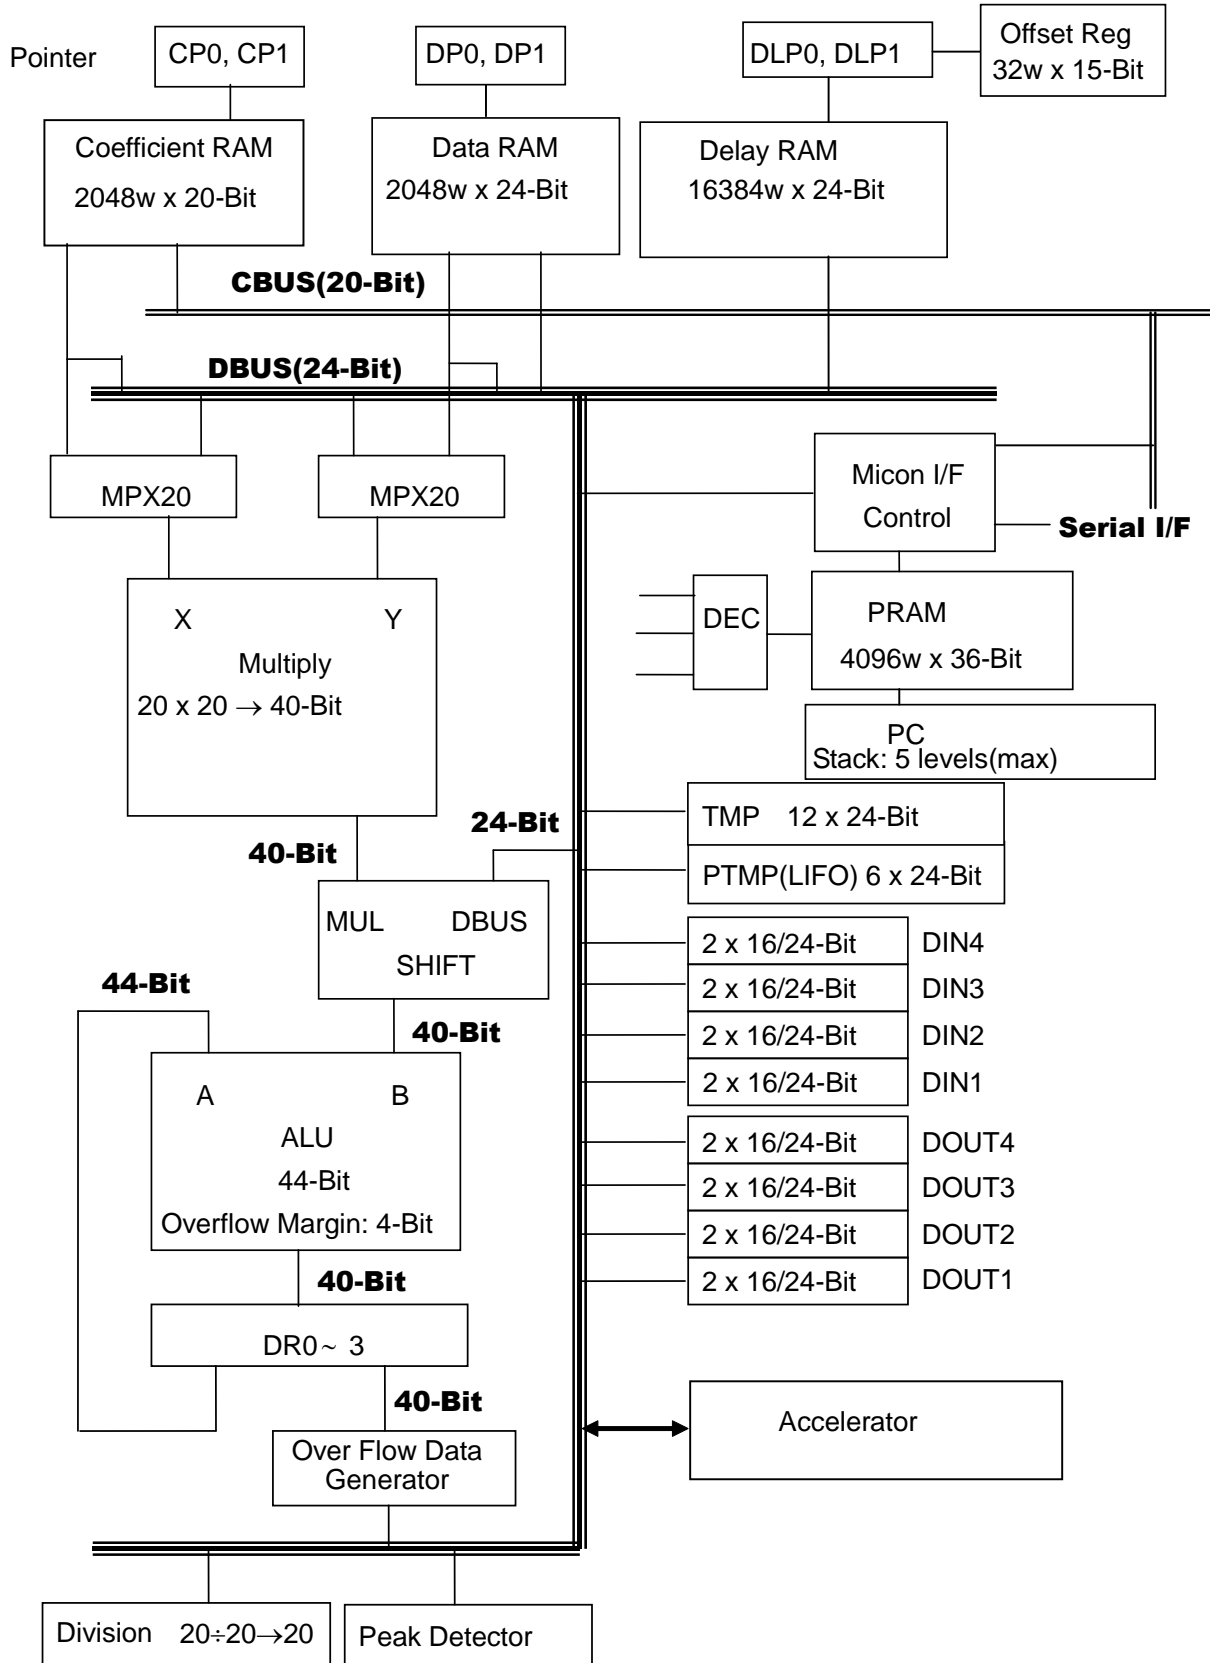 Pointer
CP0, CP1
DP0, DP1
DLP0, DLP1
Offset Reg
32w x 15-Bit
Coefficient RAM
2048w x 20-Bit
Data RAM
2048w x 24-Bit
Delay RAM
16384w x 24-Bit
CBUS(20-Bit)
DBUS(24-Bit)
MPX20
MPX20
Micon I/F
Control
Serial I/F
X
Y
Multiply
20 x 20 → 40-Bit
DEC
PRAM
4096w x 36-Bit
PC
Stack: 5 levels(max)
TMP 12 x 24-Bit
PTMP(LIFO) 6 x 24-Bit
40-Bit
24-Bit
MUL
DBUS
SHIFT
2 x 16/24-Bit DIN4
2 x 16/24-Bit DIN3
2 x 16/24-Bit DIN2
2 x 16/24-Bit DIN1
44-Bit
40-Bit
A
B
ALU
44-Bit
Overflow Margin: 4-Bit
2 x 16/24-Bit DOUT4
2 x 16/24-Bit DOUT3
2 x 16/24-Bit DOUT2
2 x 16/24-Bit DOUT1
40-Bit
DR0~ 3
40-Bit
Over Flow Data
Generator
Accelerator
Division 20÷20→20
Peak Detector